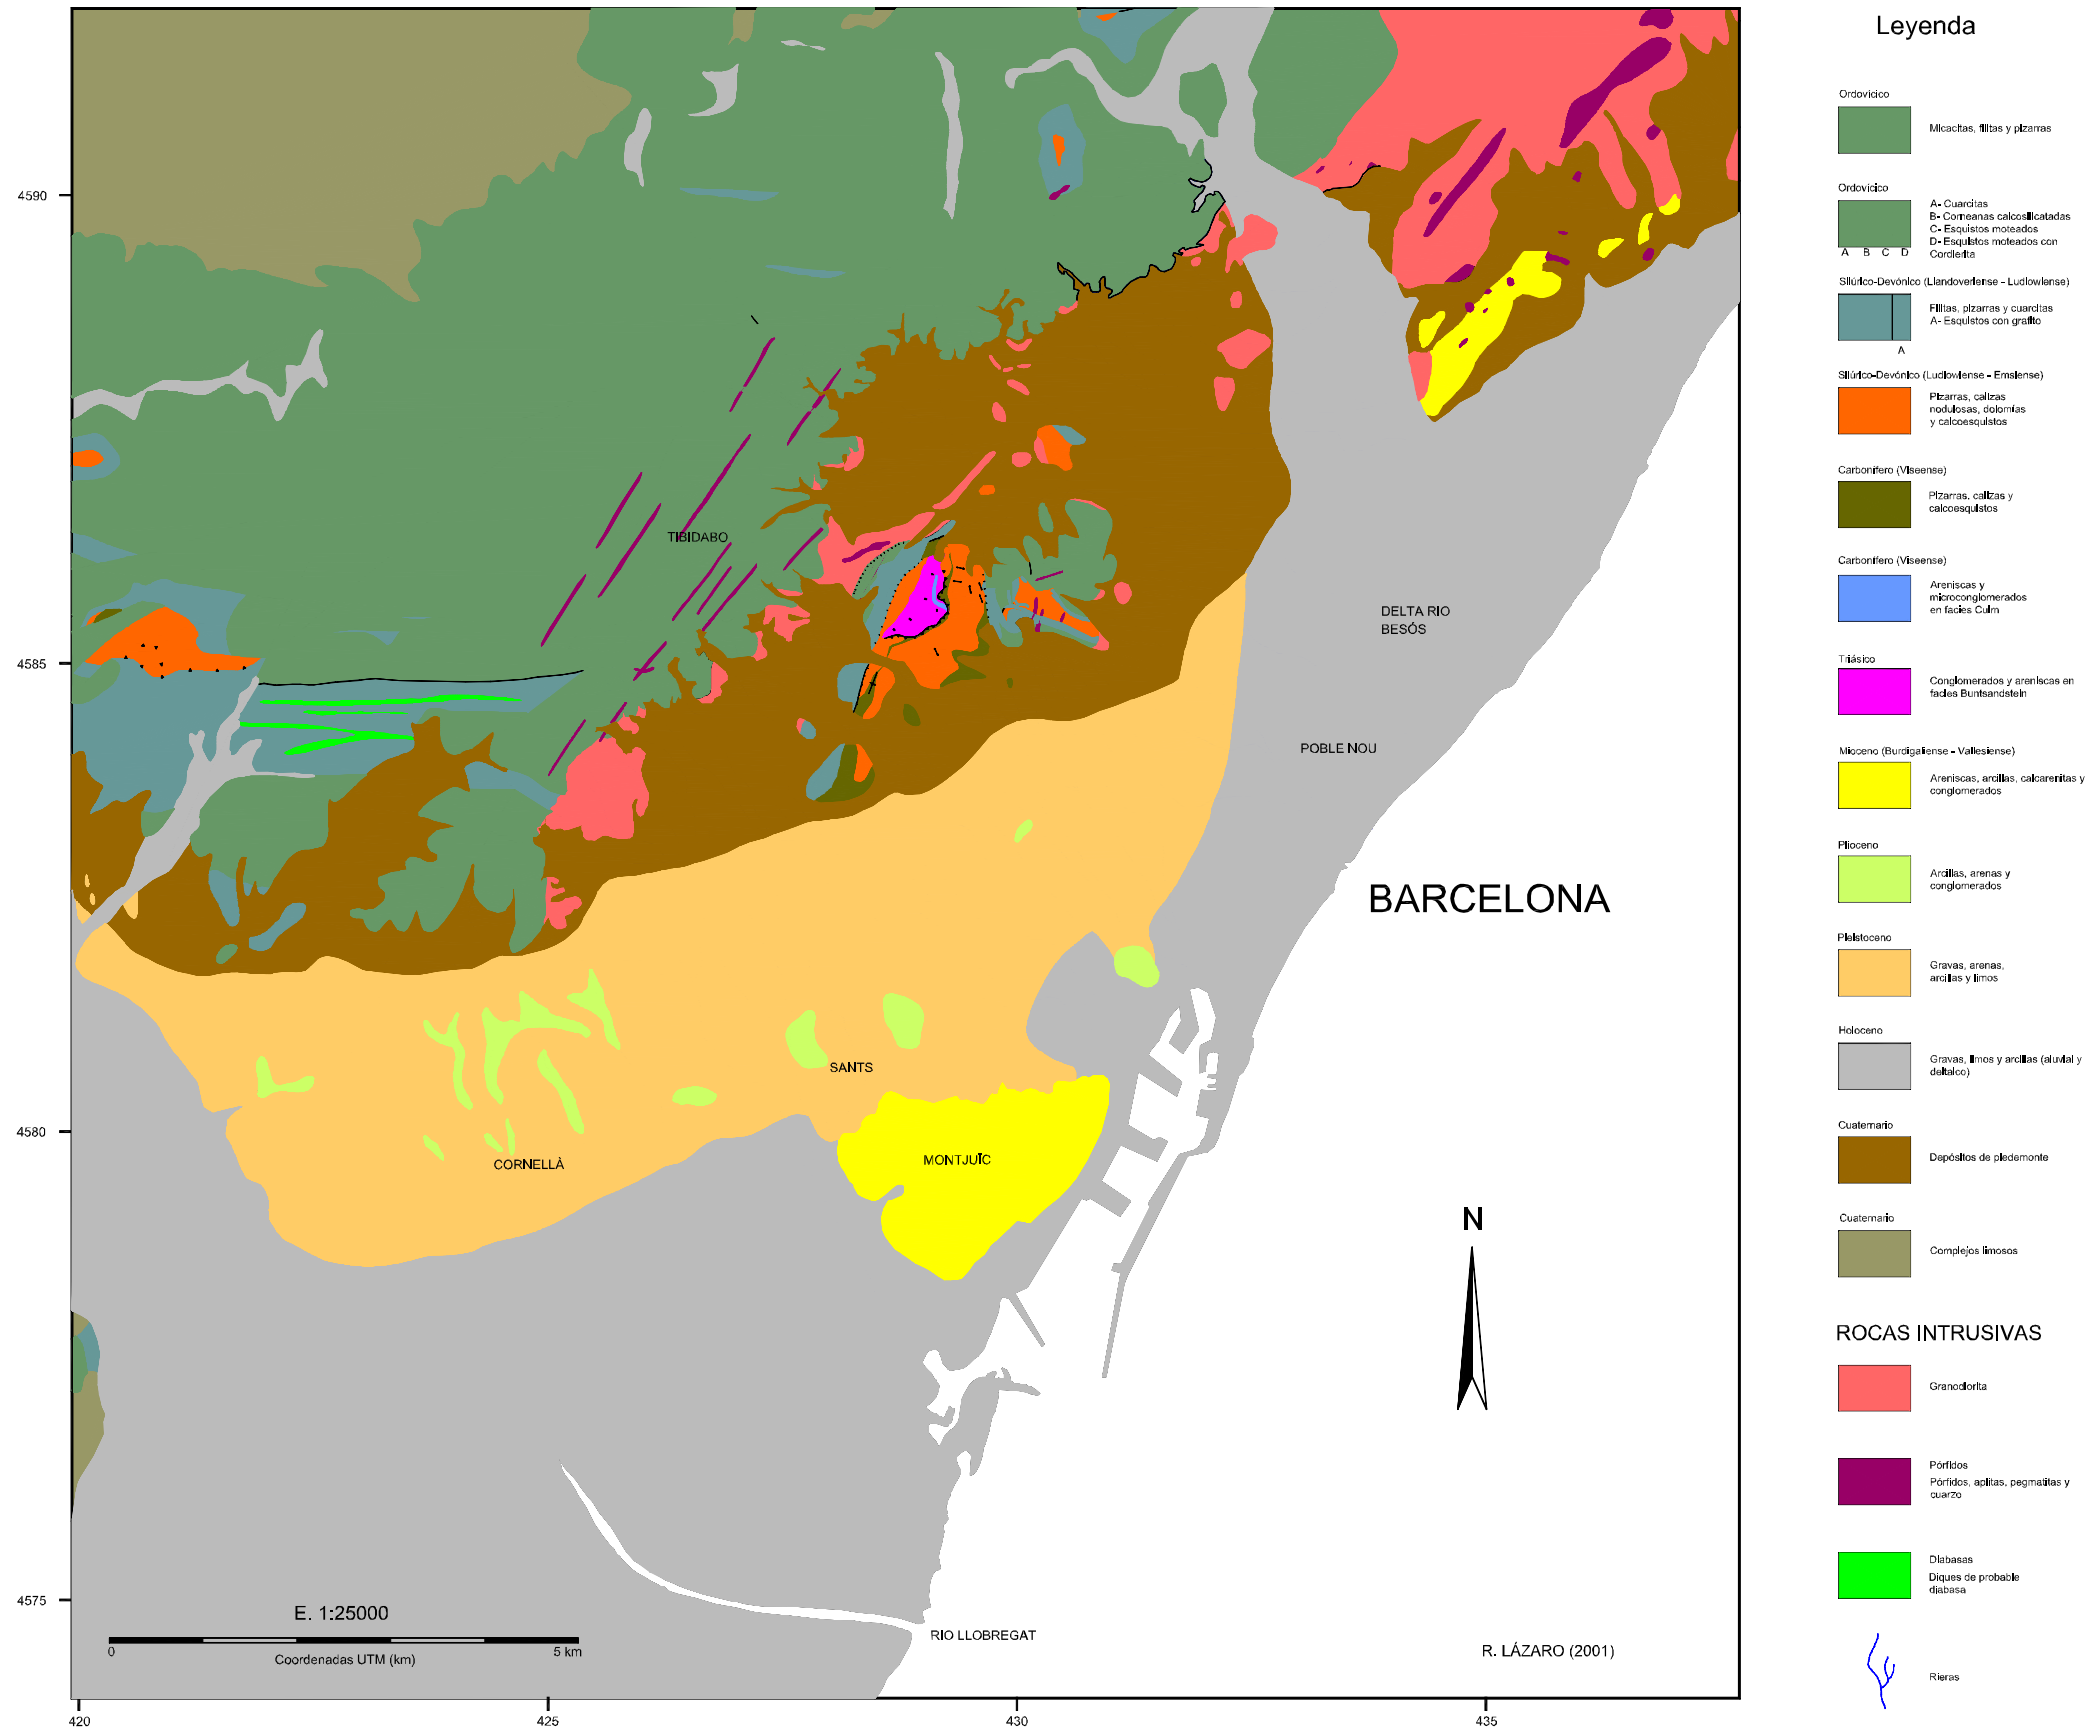 Leyenda
Ordovicico
Micacitas, filitas y pizarras
Ordovicico
A- Cuarcitas
B- Corneanas calcosilicatadas
C- Esquistos moteados
D- Esquistos moteados con
Cordierita
A B C D
Silúrico-Devónico (Llandoveriense - Ludlowiense)
Filitas, pizarras y cuarcitas
A- Esquistos con grafito
A
Silúrico-Devónico (Ludlowiense - Emsiense)
Pizarras, calizas
nodulosas, dolomías
y calcoesquistos
Carbonífero (Viseense)
Pizarras, calizas y
calcoesquistos
Carbonífero (Viseense)
Areniscas y
microconglomerados
en facies Culm
Triásico
Conglomerados y areniscas en
facies Buntsandstein
Mioceno (Burdigaliense - Vallesiense)
Areniscas, arcillas, calcarenitas y
conglomerados
Plioceno
Arcillas, arenas y
conglomerados
Pleistoceno
Gravas, arenas,
arcillas y limos
Holoceno
Gravas, limos y arcillas (aluvial y
deltaico)
Cuaternario
Depósitos de piedemonte
Cuaternario
Complejos limosos
ROCAS INTRUSIVAS
Granodiorita
Pórfidos
Pórfidos, aplitas, pegmatitas y
cuarzo
Diabasas
Diques de probable
diabasa
Rieras
4590
4585
4580
4575
420
425
430
435
TIBIDABO
DELTA RIO
BESÓS
POBLE NOU
BARCELONA
SANTS
CORNELLÀ
MONTJUÏC
N
E. 1:25000
0
5 km
Coordenadas UTM (km)
RIO LLOBREGAT
R. LÁZARO (2001)